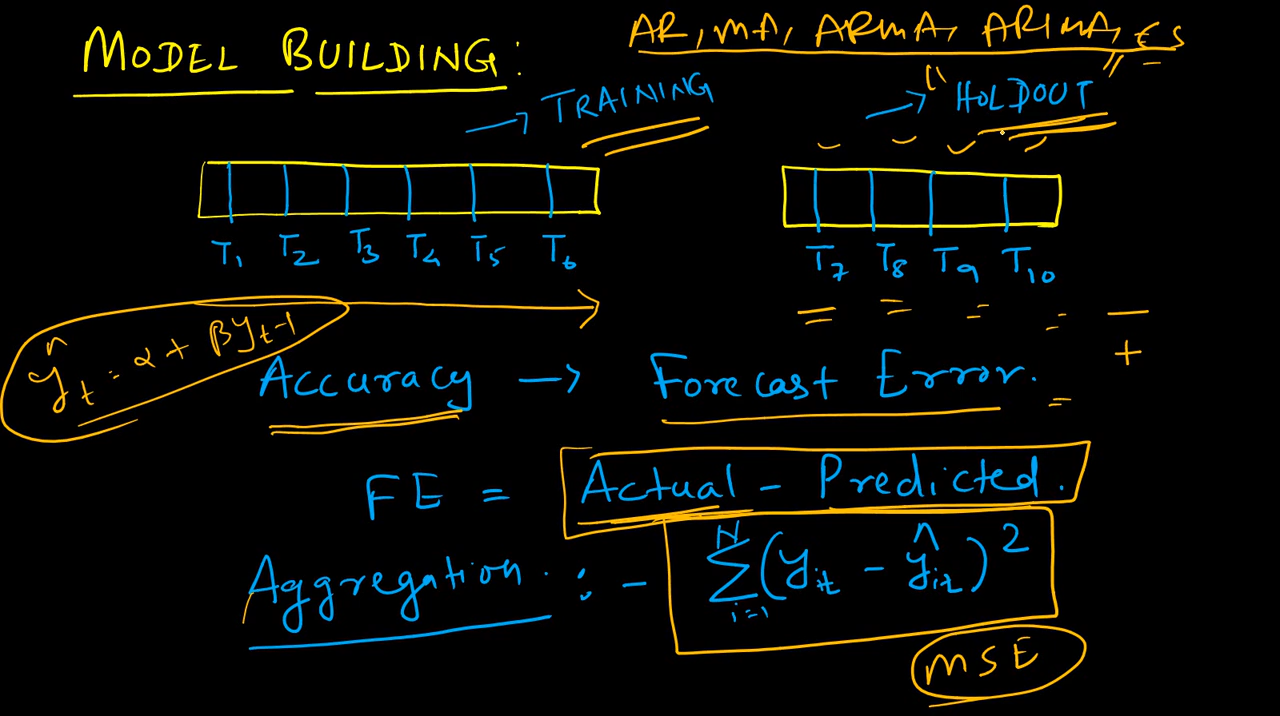 MODEL BUILDING:
AR, MA, ARMA, ARIMA, ES
→ TRAINING
→ "HOLDOUT"
T₁ T₂ T₃ T₄ T₅ T₆
T₇ T₈ T₉ T₁₀
ŷₜ = α + βyₜ₋₁
Accuracy → Forecast Error.
FE = Actual - Predicted.
Aggregation : - N Σ i=1 (yᵢₜ - ŷᵢₜ)²
MSE